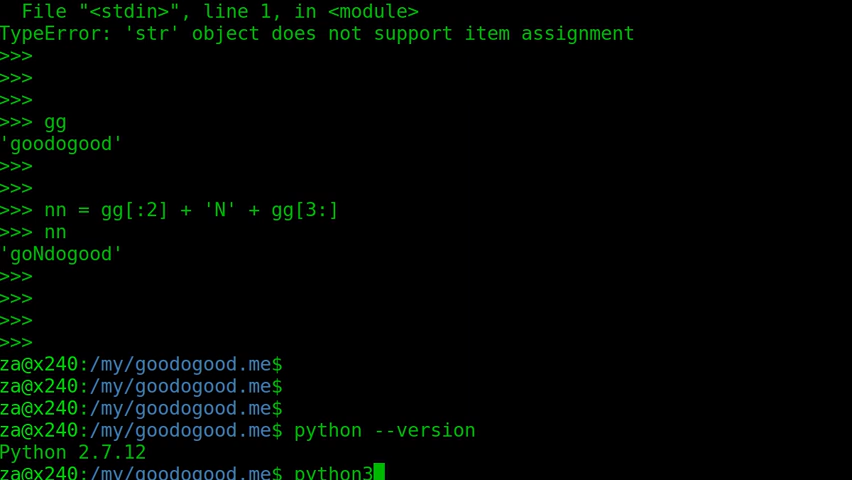 File "<stdin>", line 1, in <module>
TypeError: 'str' object does not support item assignment
>>>
>>>
>>>
>>> gg
'goodogood'
>>>
>>>
>>> nn = gg[:2] + 'N' + gg[3:]
>>> nn
'goNdogood'
>>>
>>>
>>>
>>>
za@x240:/my/goodogood.me$
za@x240:/my/goodogood.me$
za@x240:/my/goodogood.me$
za@x240:/my/goodogood.me$ python --version
Python 2.7.12
za@x240:/my/goodogood.me$ python3